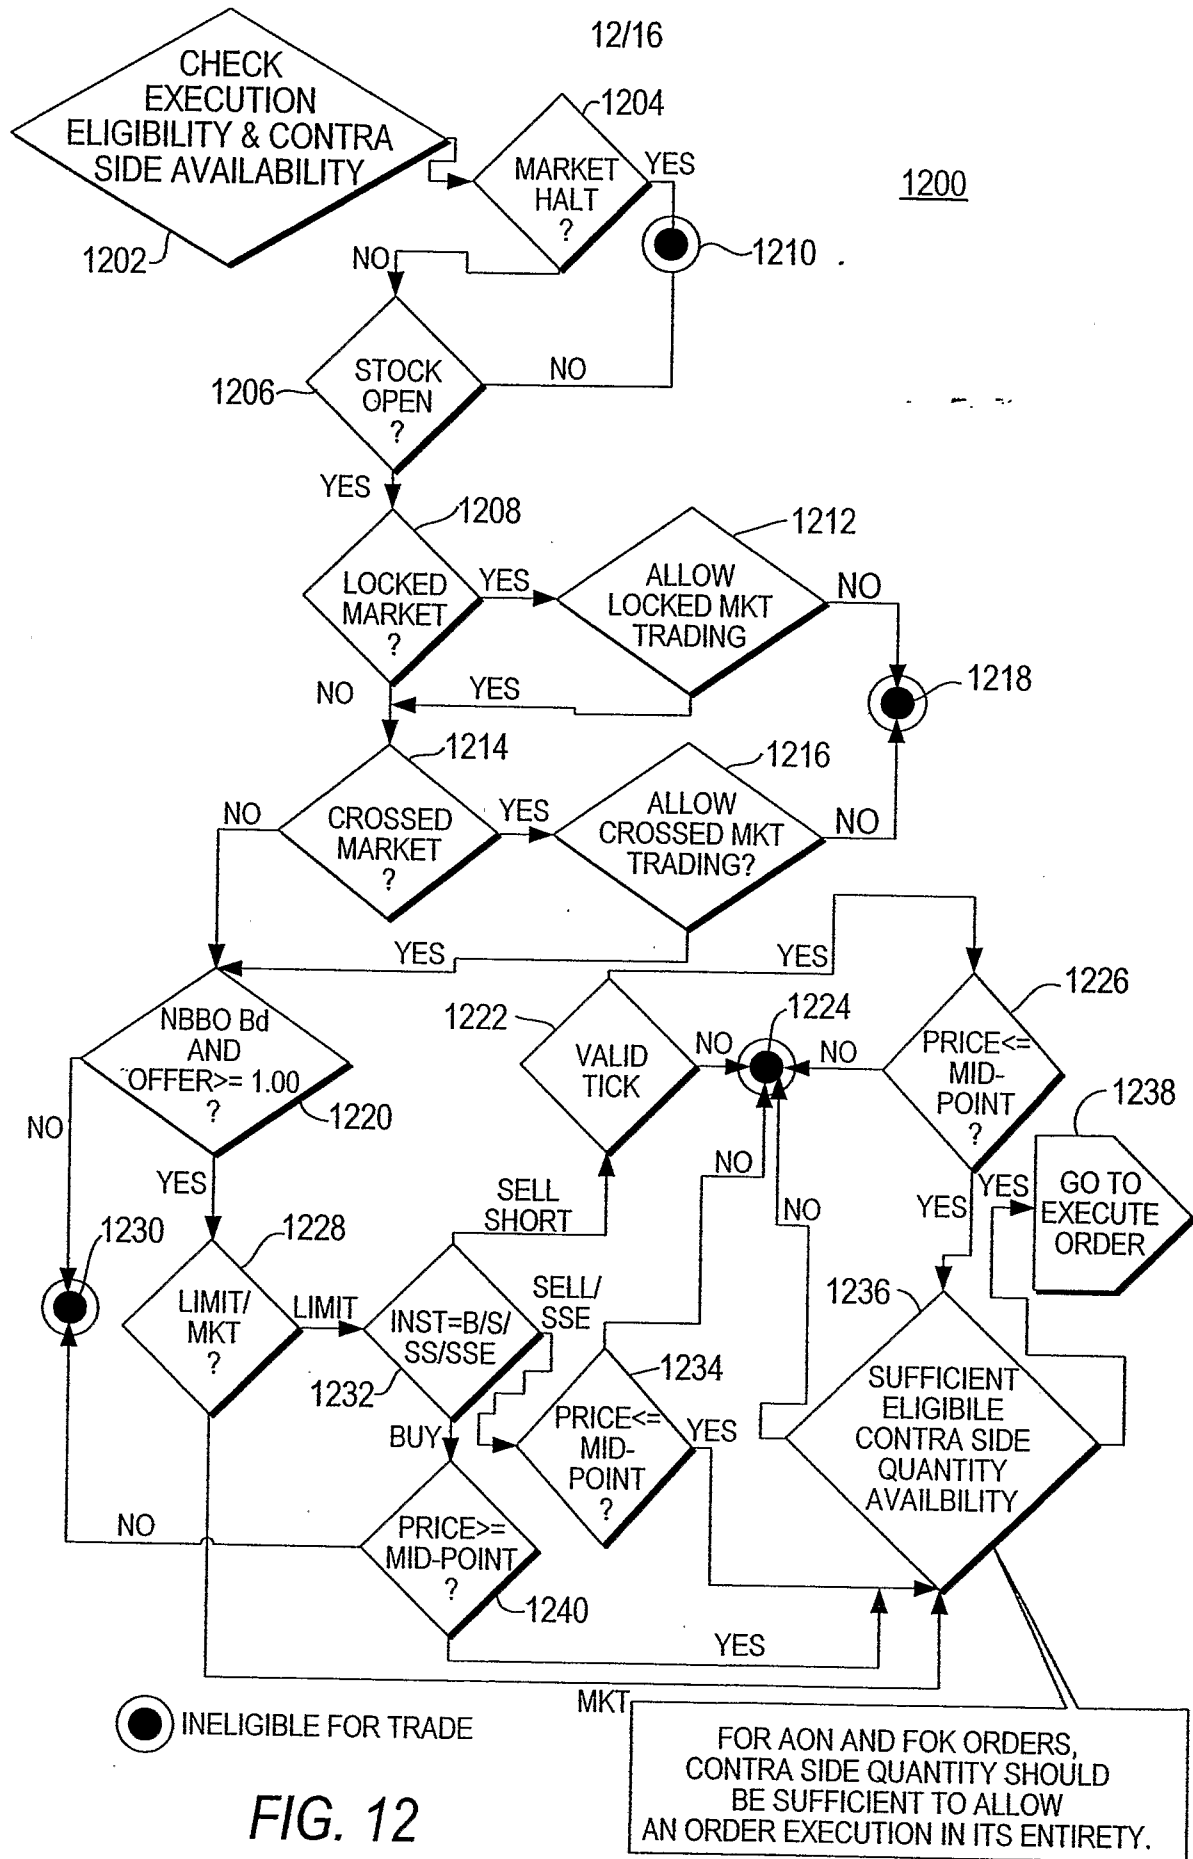 12/16
CHECK
EXECUTION
ELIGIBILITY & CONTRA
SIDE AVAILABILITY
1202
1204
MARKET
HALT
?
YES
1200
1210
NO
STOCK
OPEN
?
1206
NO
YES
1208
LOCKED
MARKET
?
YES
1212
ALLOW
LOCKED MKT
TRADING
NO
NO
YES
1218
1214
CROSSED
MARKET
?
NO
YES
1216
ALLOW
CROSSED MKT
TRADING?
NO
YES
YES
NBBO Bd
AND
OFFER>= 1.00
?
1220
NO
YES
1222
VALID
TICK
NO
1224
NO
1226
PRICE<=
MID-
POINT
?
YES
YES
1238
GO TO
EXECUTE
ORDER
1230
1228
LIMIT/
MKT
?
LIMIT
SELL
SHORT
INST=B/S/
SS/SSE
1232
SELL/
SSE
BUY
NO
NO
1234
PRICE<=
MID-
POINT
?
YES
1236
SUFFICIENT
ELIGIBILE
CONTRA SIDE
QUANTITY
AVAILBILITY
NO
PRICE>=
MID-POINT
?
1240
YES
MKT
INELIGIBLE FOR TRADE
FOR AON AND FOK ORDERS,
CONTRA SIDE QUANTITY SHOULD
BE SUFFICIENT TO ALLOW
AN ORDER EXECUTION IN ITS ENTIRETY.
FIG. 12